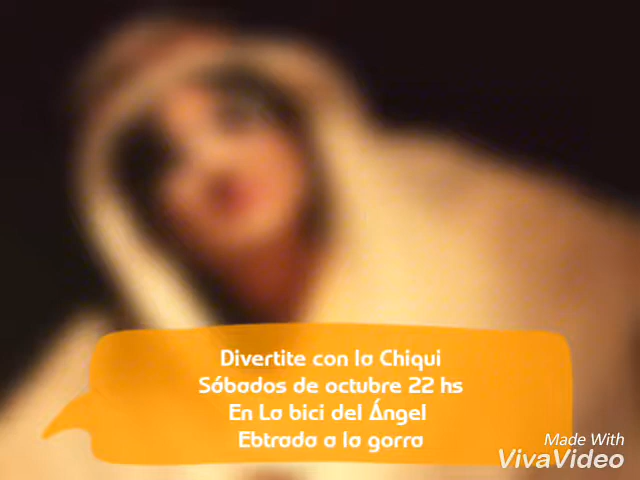 Divertite con la Chiqui
Sábados de octubre 22 hs
En La bici del Ángel
Ebtrada a la gorra
Made With
VivaVideo